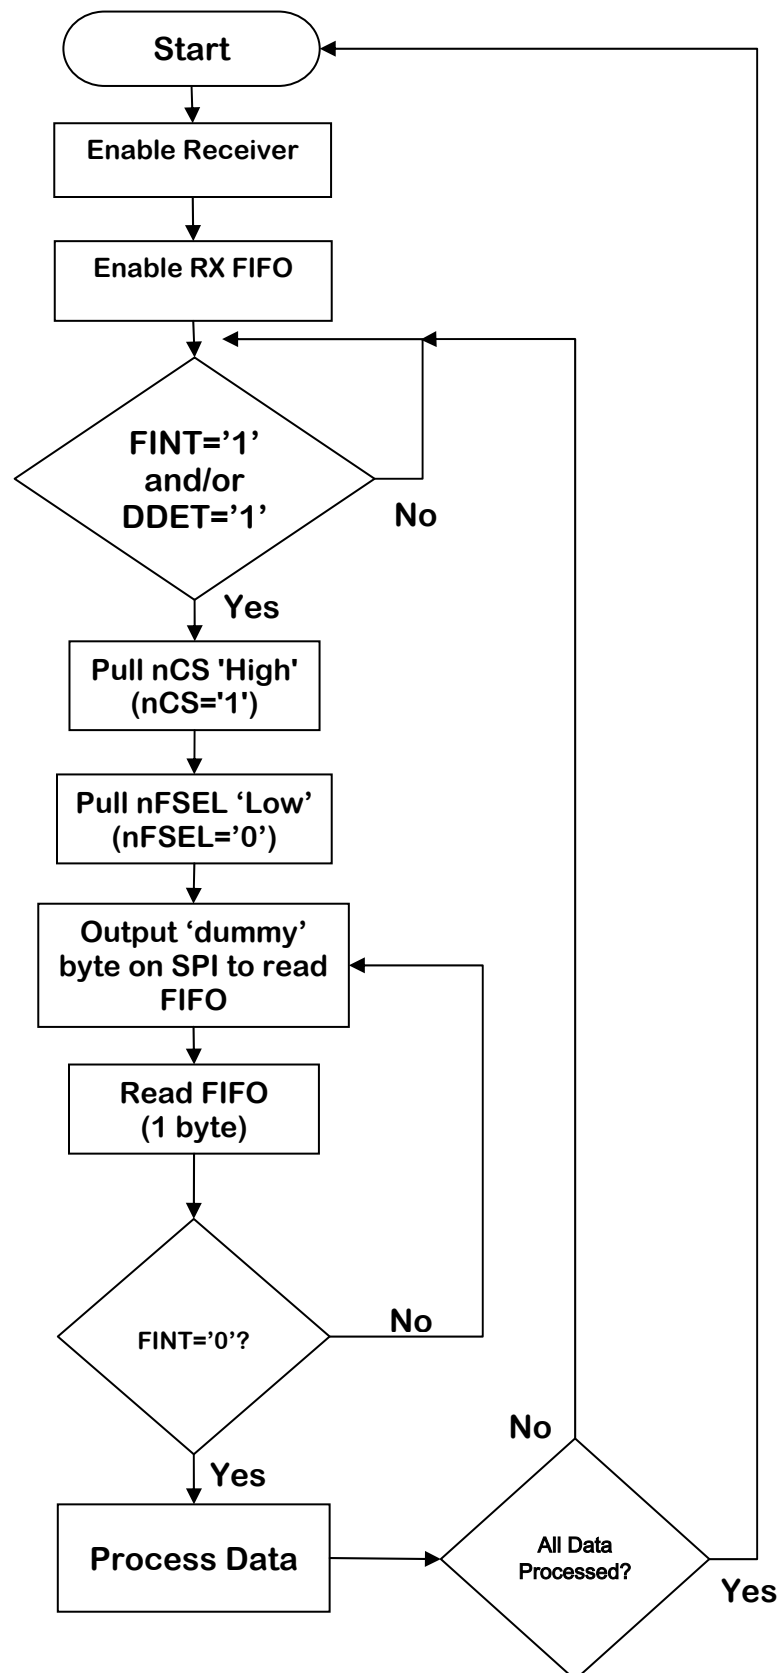 Start
Enable Receiver
Enable RX FIFO
FINT=’1’
and/or
DDET=’1’
No
Yes
Pull nCS 'High'
(nCS='1')
Pull nFSEL ‘Low’
(nFSEL=’0’)
Output ‘dummy’
byte on SPI to read
FIFO
Read FIFO
(1 byte)
FINT=’0’?
No
Yes
Process Data
No
All Data
Processed?
Yes